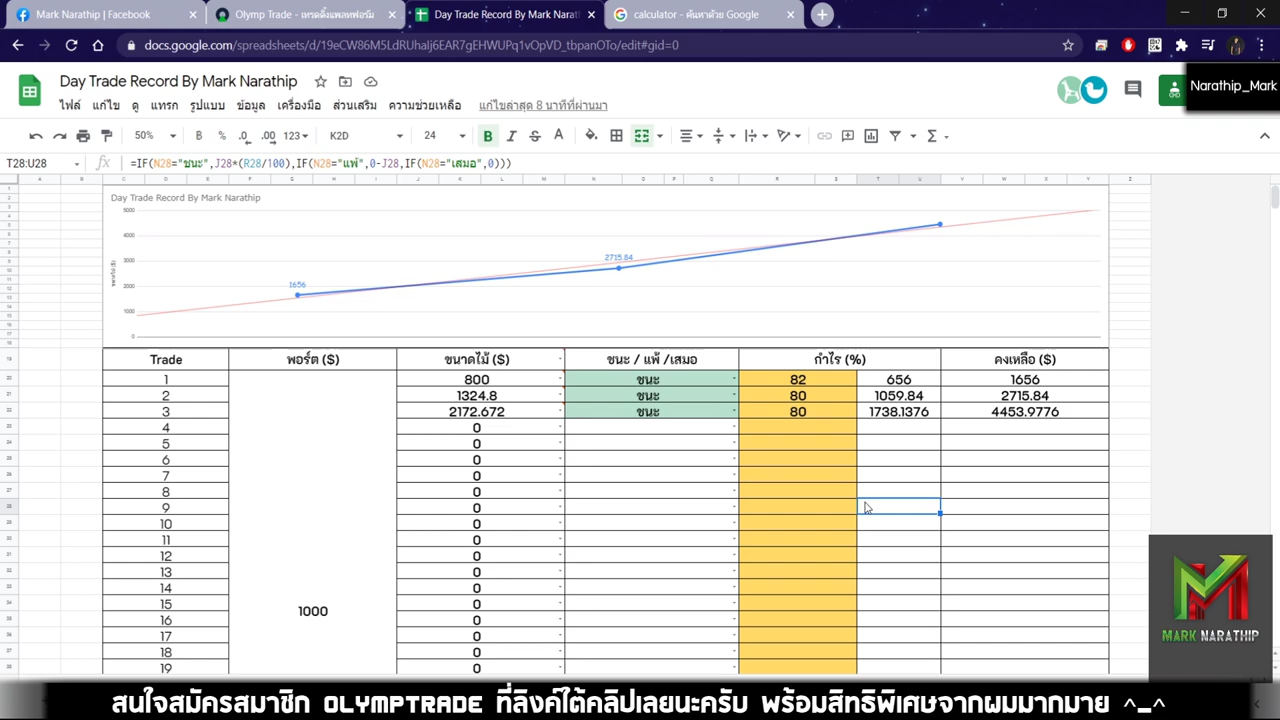 Mark Narathip | Facebook
Olymp Trade - เทรดดิ้งแพลทฟอร์ม
Day Trade Record By Mark Narat
calculator - ค้นหาด้วย Google
docs.google.com/spreadsheets/d/19eCW86M5LdRUhaIj6EAR7gEHWUPq1vOpVD_tbpanOTo/edit#gid=0
Day Trade Record By Mark Narathip
Narathip_Mark
ไฟล์ แก้ไข ดู แทรก รูปแบบ ข้อมูล เครื่องมือ ส่วนเสริม ความช่วยเหลือ แก้ไขล่าสุด 8 นาทีที่ผ่านมา
50% % .0 .00 123 K2D 24 B I S A
T28:U28 fx =IF(N28="ชนะ",J28*(R28/100),IF(N28="แพ้",0-J28,IF(N28="เสมอ",0)))
Day Trade Record By Mark Narathip
5000
4000
3000
2000
1000
0
1656
2715.84
Trade พอร์ต ($) ขนาดไม้ ($) ชนะ / แพ้ /เสมอ กำไร (%) คงเหลือ ($)
1 800 ชนะ 82 656 1656
2 1324.8 ชนะ 80 1059.84 2715.84
3 2172.672 ชนะ 80 1738.1376 4453.9776
4 0
5 0
6 0
7 0
8 0
9 0
10 0
11 0
12 0
13 0
14 0
15 0
1000
16 0
17 0
18 0
19 0
MARK NARATHIP
สนใจสมัครสมาชิก OLYMPTRADE ที่ลิงค์ใต้คลิปเลยนะครับ พร้อมสิทธิพิเศษจากผมมากมาย ^_^